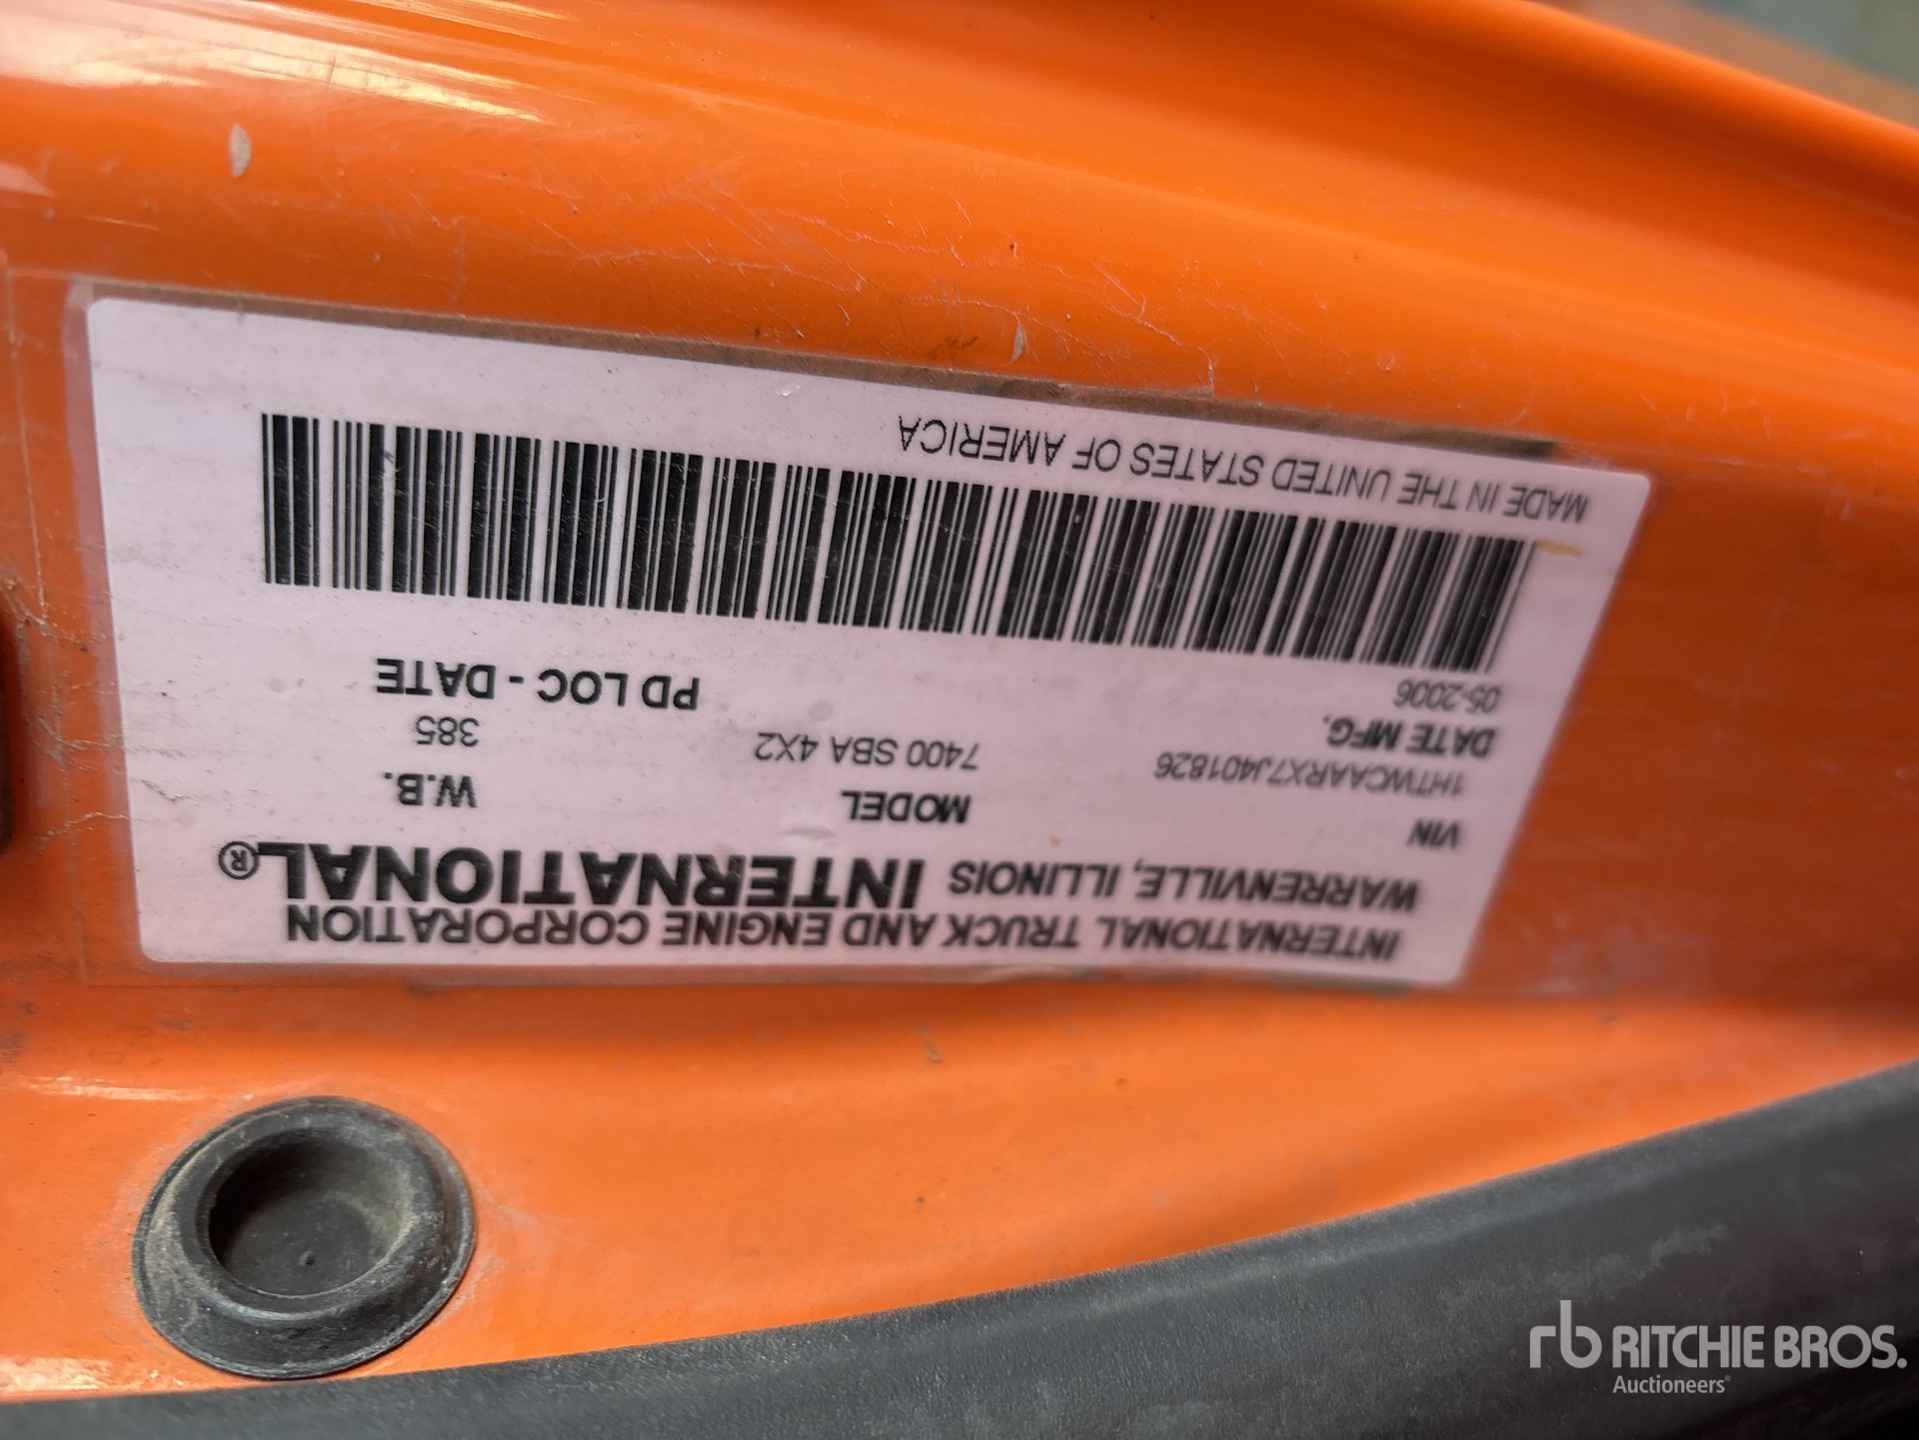 INTERNATIONAL TRUCK AND ENGINE CORPORATION
WARRENVILLE, ILLINOIS INTERNATIONAL®
VIN MODEL W.B.
1HTWCAARX7J401826 7400 SBA 4X2 385
DATE MFG. PD LOC - DATE
05-2006
MADE IN THE UNITED STATES OF AMERICA
rb RITCHIE BROS.
Auctioneers®